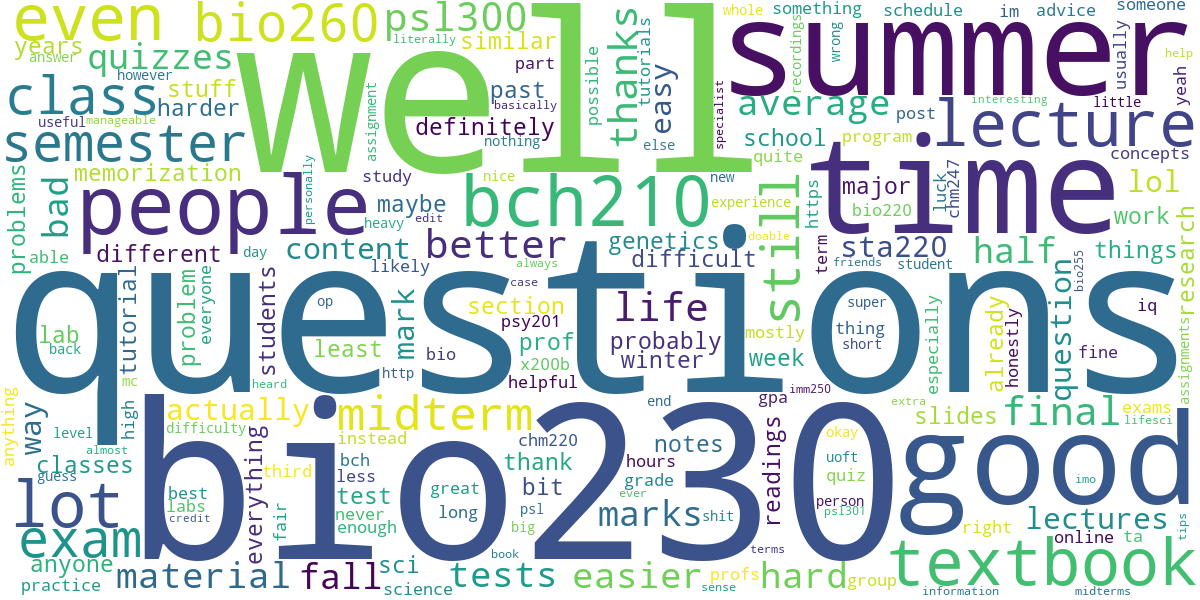 even
bio260
psl300
literally
similar
part
whole
something
schedule
im
advice
someone
years
answer
quizzes
however
stuff
class
harder
useful
manageable
semester
memorization
well
past
basically
definitely
nothing
possible
thanks
tutorials
easy
else
specialist
summer
recordings
wrong
usually
yeah
help
average
interesting
little
post
lecture
school
program
quite
time
concepts
assignment
personally
nice
study
new
experience
major
bio220
https
luck
chm247
lol
work
research
problems
bad
people
maybe
heavy
edit
bch210
still
term
sta220
half
things
different
able
day
content
likely
better
genetics
difficult
always
doable
friends
student
bio255
questions
lab
back
mc
tutorial
problem
everyone
students
op
least
mark
http
bio
case
section
psy201
prof
x200b
helpful
life
probably
winter
mostly
week
super
thing
short
especially
already
honestly
question
iq
fine
assignments
anything
way
high
level
almost
guess
classes
heard
actually
difficulty
midterm
instead
end
imm250
gpa
extra
slides
final
exams
lifesci
lot
best
labs
credit
everything
third
fair
bch
less
test
never
enough
chm220
thank
great
long
psl
bit
big
ever
hours
grade
notes
marks
shit
readings
okay
uoft
quiz
person
psl301
good
imo
right
lectures
online
ta
tips
exam
anyone
practice
bio230
material
fall
sci
science
tests
book
easier
sense
terms
profs
hard
group
textbook
information
midterms